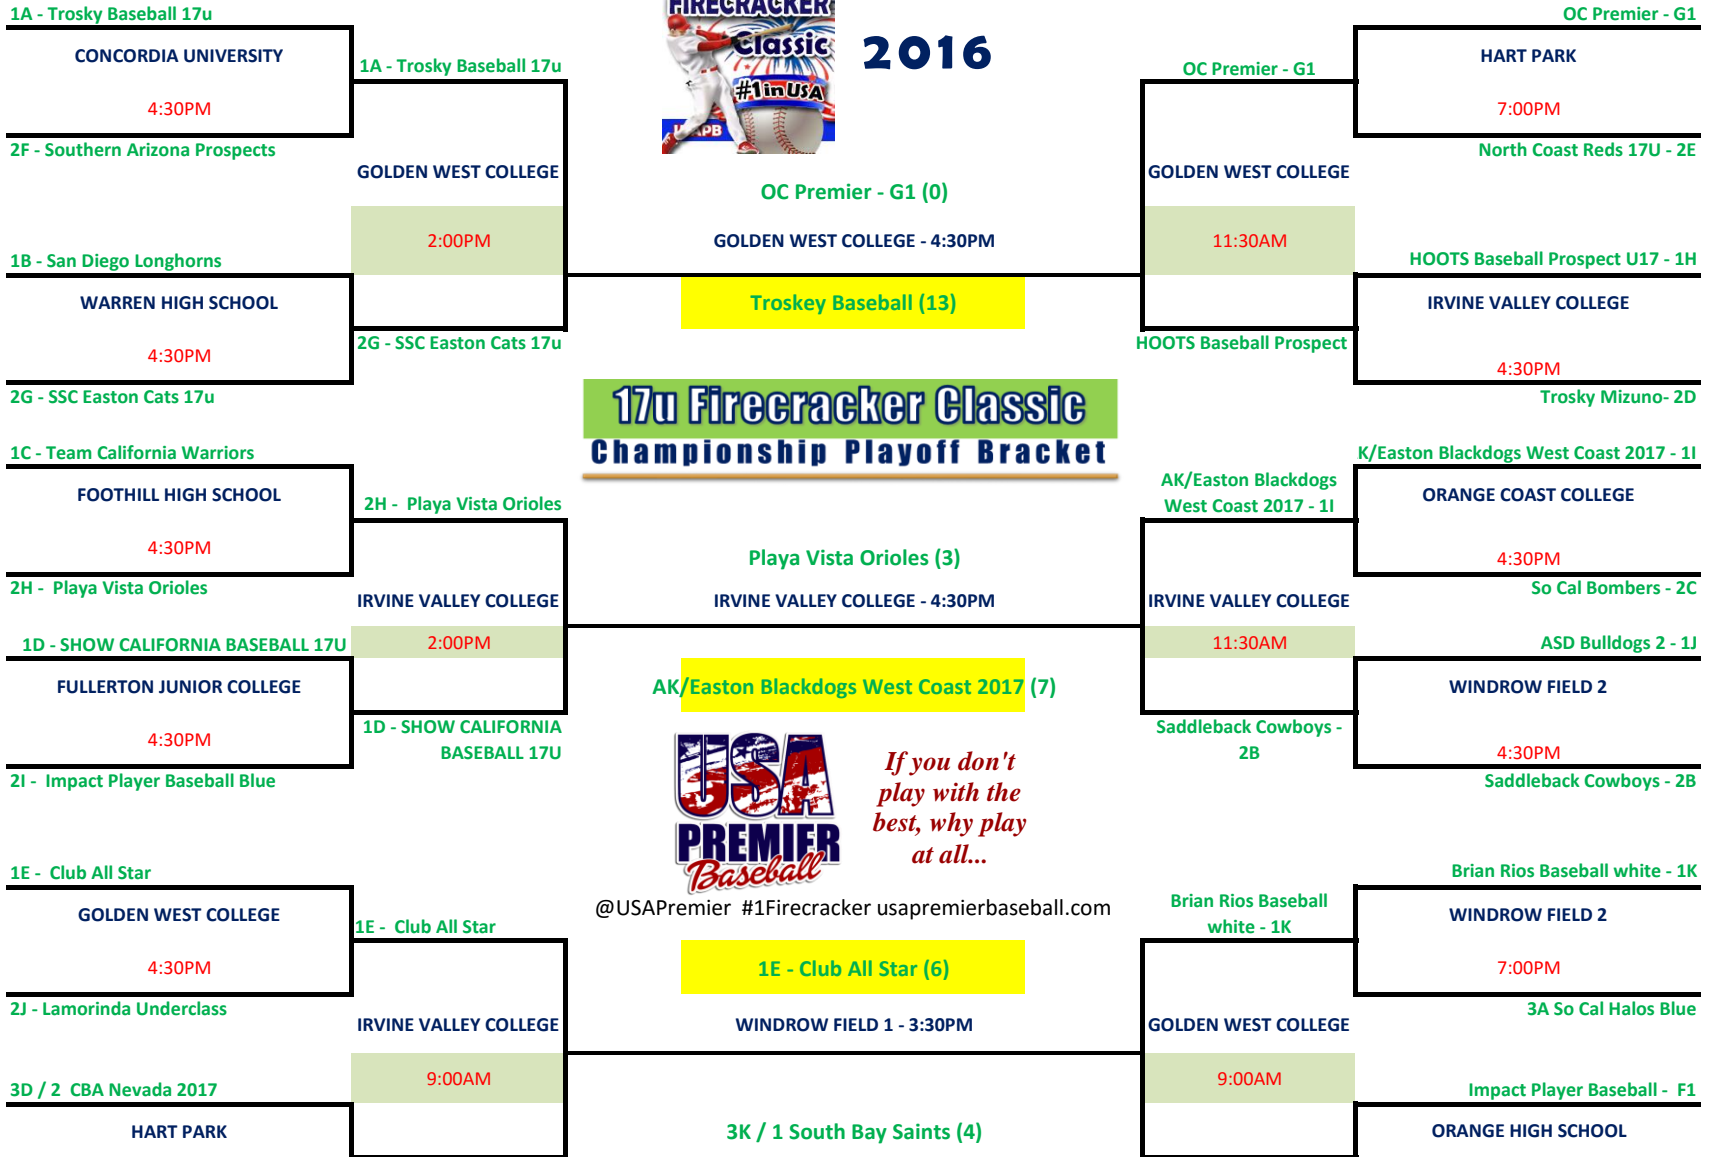 1A - Trosky Baseball 17u
CONCORDIA UNIVERSITY
4:30PM
2F - Southern Arizona Prospects
1B - San Diego Longhorns
WARREN HIGH SCHOOL
4:30PM
2G - SSC Easton Cats 17u
1C - Team California Warriors
FOOTHILL HIGH SCHOOL
4:30PM
2H - Playa Vista Orioles
1D - SHOW CALIFORNIA BASEBALL 17U
FULLERTON JUNIOR COLLEGE
4:30PM
2I - Impact Player Baseball Blue
1E - Club All Star
GOLDEN WEST COLLEGE
4:30PM
2J - Lamorinda Underclass
3D / 2 CBA Nevada 2017
HART PARK
1A - Trosky Baseball 17u
GOLDEN WEST COLLEGE
2:00PM
2G - SSC Easton Cats 17u
2H - Playa Vista Orioles
IRVINE VALLEY COLLEGE
2:00PM
1D - SHOW CALIFORNIA
BASEBALL 17U
1E - Club All Star
IRVINE VALLEY COLLEGE
9:00AM
FIRECRACKER
Classic
#1 in USA
USAPB
2016
OC Premier - G1 (0)
GOLDEN WEST COLLEGE - 4:30PM
Troskey Baseball (13)
17u Firecracker Classic
Championship Playoff Bracket
Playa Vista Orioles (3)
IRVINE VALLEY COLLEGE - 4:30PM
AK/Easton Blackdogs West Coast 2017 (7)
USA
PREMIER
Baseball
If you don't
play with the
best, why play
at all...
@USAPremier #1Firecracker usapremierbaseball.com
1E - Club All Star (6)
WINDROW FIELD 1 - 3:30PM
3K / 1 South Bay Saints (4)
OC Premier - G1
GOLDEN WEST COLLEGE
11:30AM
HOOTS Baseball Prospect
AK/Easton Blackdogs
West Coast 2017 - 1I
IRVINE VALLEY COLLEGE
11:30AM
Saddleback Cowboys -
2B
Brian Rios Baseball
white - 1K
GOLDEN WEST COLLEGE
9:00AM
OC Premier - G1
HART PARK
7:00PM
North Coast Reds 17U - 2E
HOOTS Baseball Prospect U17 - 1H
IRVINE VALLEY COLLEGE
4:30PM
Trosky Mizuno- 2D
K/Easton Blackdogs West Coast 2017 - 1I
ORANGE COAST COLLEGE
4:30PM
So Cal Bombers - 2C
ASD Bulldogs 2 - 1J
WINDROW FIELD 2
4:30PM
Saddleback Cowboys - 2B
Brian Rios Baseball white - 1K
WINDROW FIELD 2
7:00PM
3A So Cal Halos Blue
Impact Player Baseball - F1
ORANGE HIGH SCHOOL